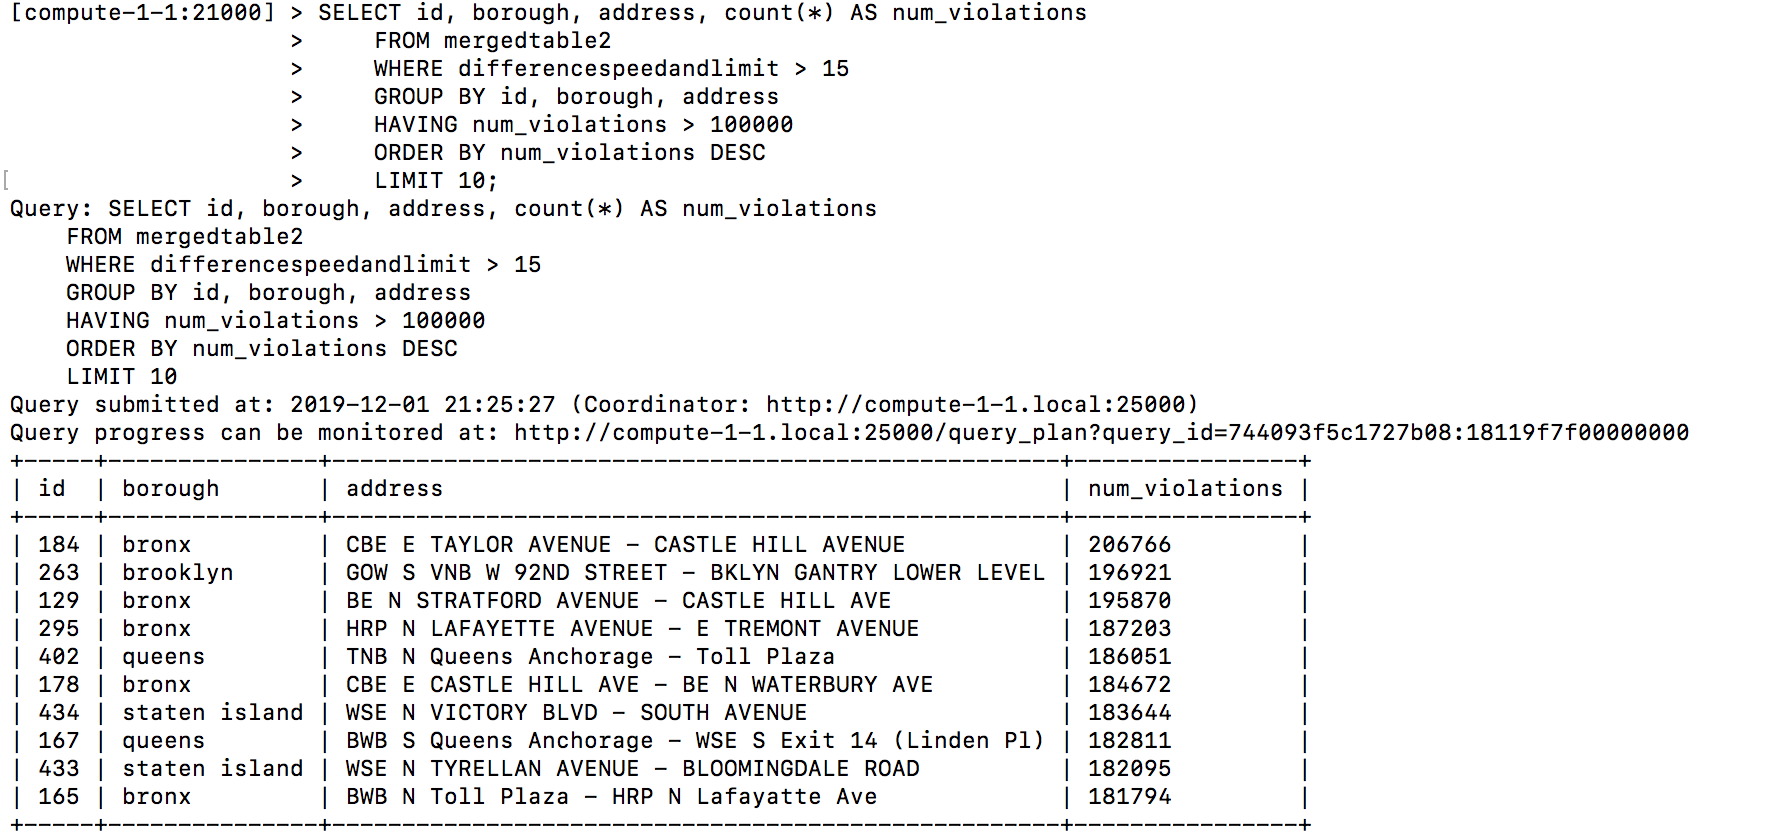 [compute-1-1:21000] > SELECT id, borough, address, count(*) AS num_violations
                    >     FROM mergedtable2
                    >     WHERE differencespeedandlimit > 15
                    >     GROUP BY id, borough, address
                    >     HAVING num_violations > 100000
                    >     ORDER BY num_violations DESC
[                   >     LIMIT 10;
Query: SELECT id, borough, address, count(*) AS num_violations
    FROM mergedtable2
    WHERE differencespeedandlimit > 15
    GROUP BY id, borough, address
    HAVING num_violations > 100000
    ORDER BY num_violations DESC
    LIMIT 10
Query submitted at: 2019-12-01 21:25:27 (Coordinator: http://compute-1-1.local:25000)
Query progress can be monitored at: http://compute-1-1.local:25000/query_plan?query_id=744093f5c1727b08:18119f7f00000000
+-----+---------------+----------------------------------------------------+----------------+
| id  | borough       | address                                            | num_violations |
+-----+---------------+----------------------------------------------------+----------------+
| 184 | bronx         | CBE E TAYLOR AVENUE - CASTLE HILL AVENUE           | 206766         |
| 263 | brooklyn      | GOW S VNB W 92ND STREET - BKLYN GANTRY LOWER LEVEL | 196921         |
| 129 | bronx         | BE N STRATFORD AVENUE - CASTLE HILL AVE            | 195870         |
| 295 | bronx         | HRP N LAFAYETTE AVENUE - E TREMONT AVENUE          | 187203         |
| 402 | queens        | TNB N Queens Anchorage - Toll Plaza                | 186051         |
| 178 | bronx         | CBE E CASTLE HILL AVE - BE N WATERBURY AVE         | 184672         |
| 434 | staten island | WSE N VICTORY BLVD - SOUTH AVENUE                  | 183644         |
| 167 | queens        | BWB S Queens Anchorage - WSE S Exit 14 (Linden Pl) | 182811         |
| 433 | staten island | WSE N TYRELLAN AVENUE - BLOOMINGDALE ROAD          | 182095         |
| 165 | bronx         | BWB N Toll Plaza - HRP N Lafayatte Ave             | 181794         |
+-----+---------------+----------------------------------------------------+----------------+